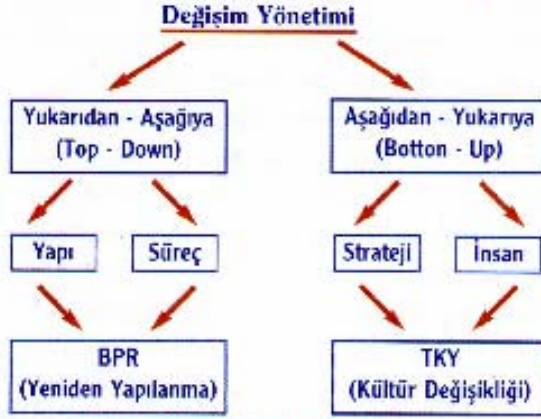 Değişim Yönetimi
Yukarıdan - Aşağıya
(Top - Down)
Aşağıdan - Yukarıya
(Botton - Up)
Yapı
Süreç
Strateji
İnsan
BPR
(Yeniden Yapılanma)
TKY
(Kültür Değişikliği)